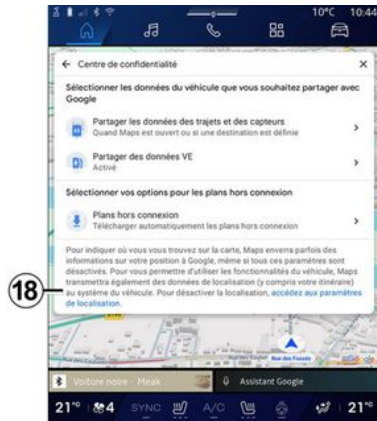 10°C 10:44
Centre de confidentialité
Sélectionner les données du véhicule que vous souhaitez partager avec
Google
Partager les données des trajets et des capteurs
Quand Maps est ouvert ou si une destination est définie
Partager des données VE
Activé
Sélectionner vos options pour les plans hors connexion
Plans hors connexion
Télécharger automatiquement les plans hors connexion
Pour indiquer où vous vous trouvez sur la carte, Maps enverra parfois des
informations sur votre position à Google, même si tous ces paramètres sont
désactivés. Pour vous permettre d'utiliser les fonctionnalités du véhicule, Maps
transmettra également des données de localisation (y compris votre itinéraire)
au système du véhicule. Pour désactiver la localisation, accédez aux paramètres
de localisation.
18
Rue des Fossés
Voiture noire · Meak
Assistant Google
21°C 4 SYNC A/C 21°C